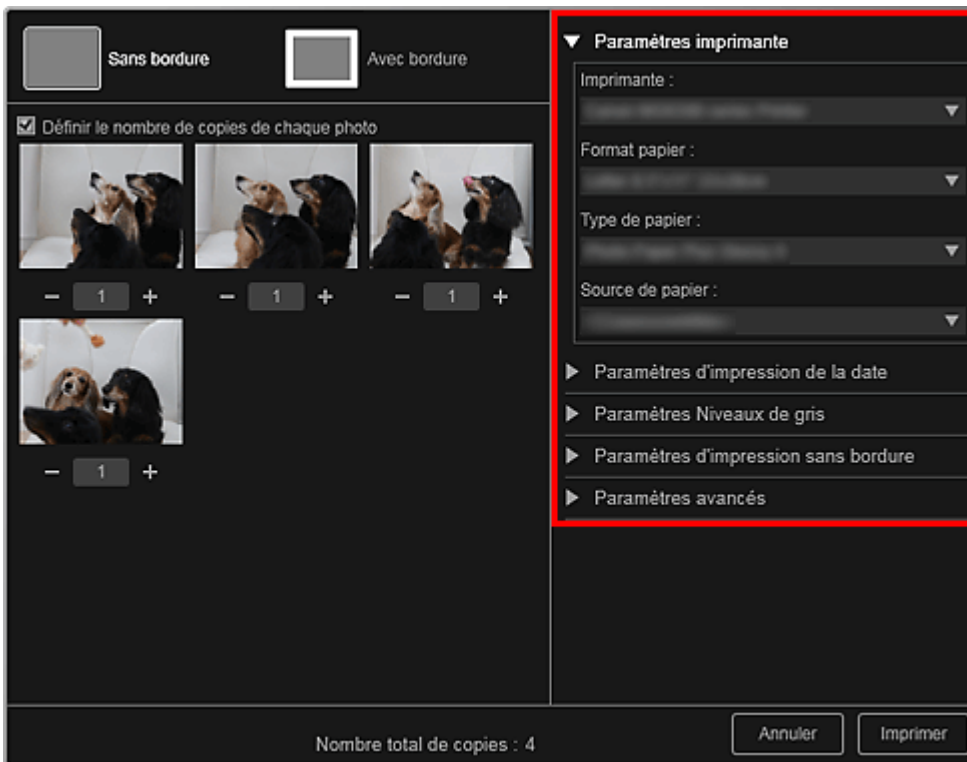 Sans bordure
Avec bordure
Définir le nombre de copies de chaque photo
1
1
1
1
Paramètres imprimante
Imprimante :
Format papier :
Type de papier :
Source de papier :
Paramètres d'impression de la date
Paramètres Niveaux de gris
Paramètres d'impression sans bordure
Paramètres avancés
Nombre total de copies : 4
Annuler
Imprimer